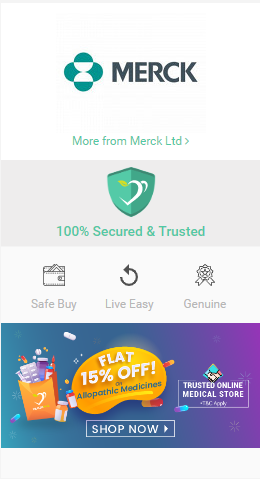 MERCK
More from Merck Ltd >
100% Secured & Trusted
Safe Buy
Live Easy
Genuine
FLAT
15% OFF!
On
Allopathic Medicines
TRUSTED ONLINE
MEDICAL STORE
*T&C Apply
SHOP NOW